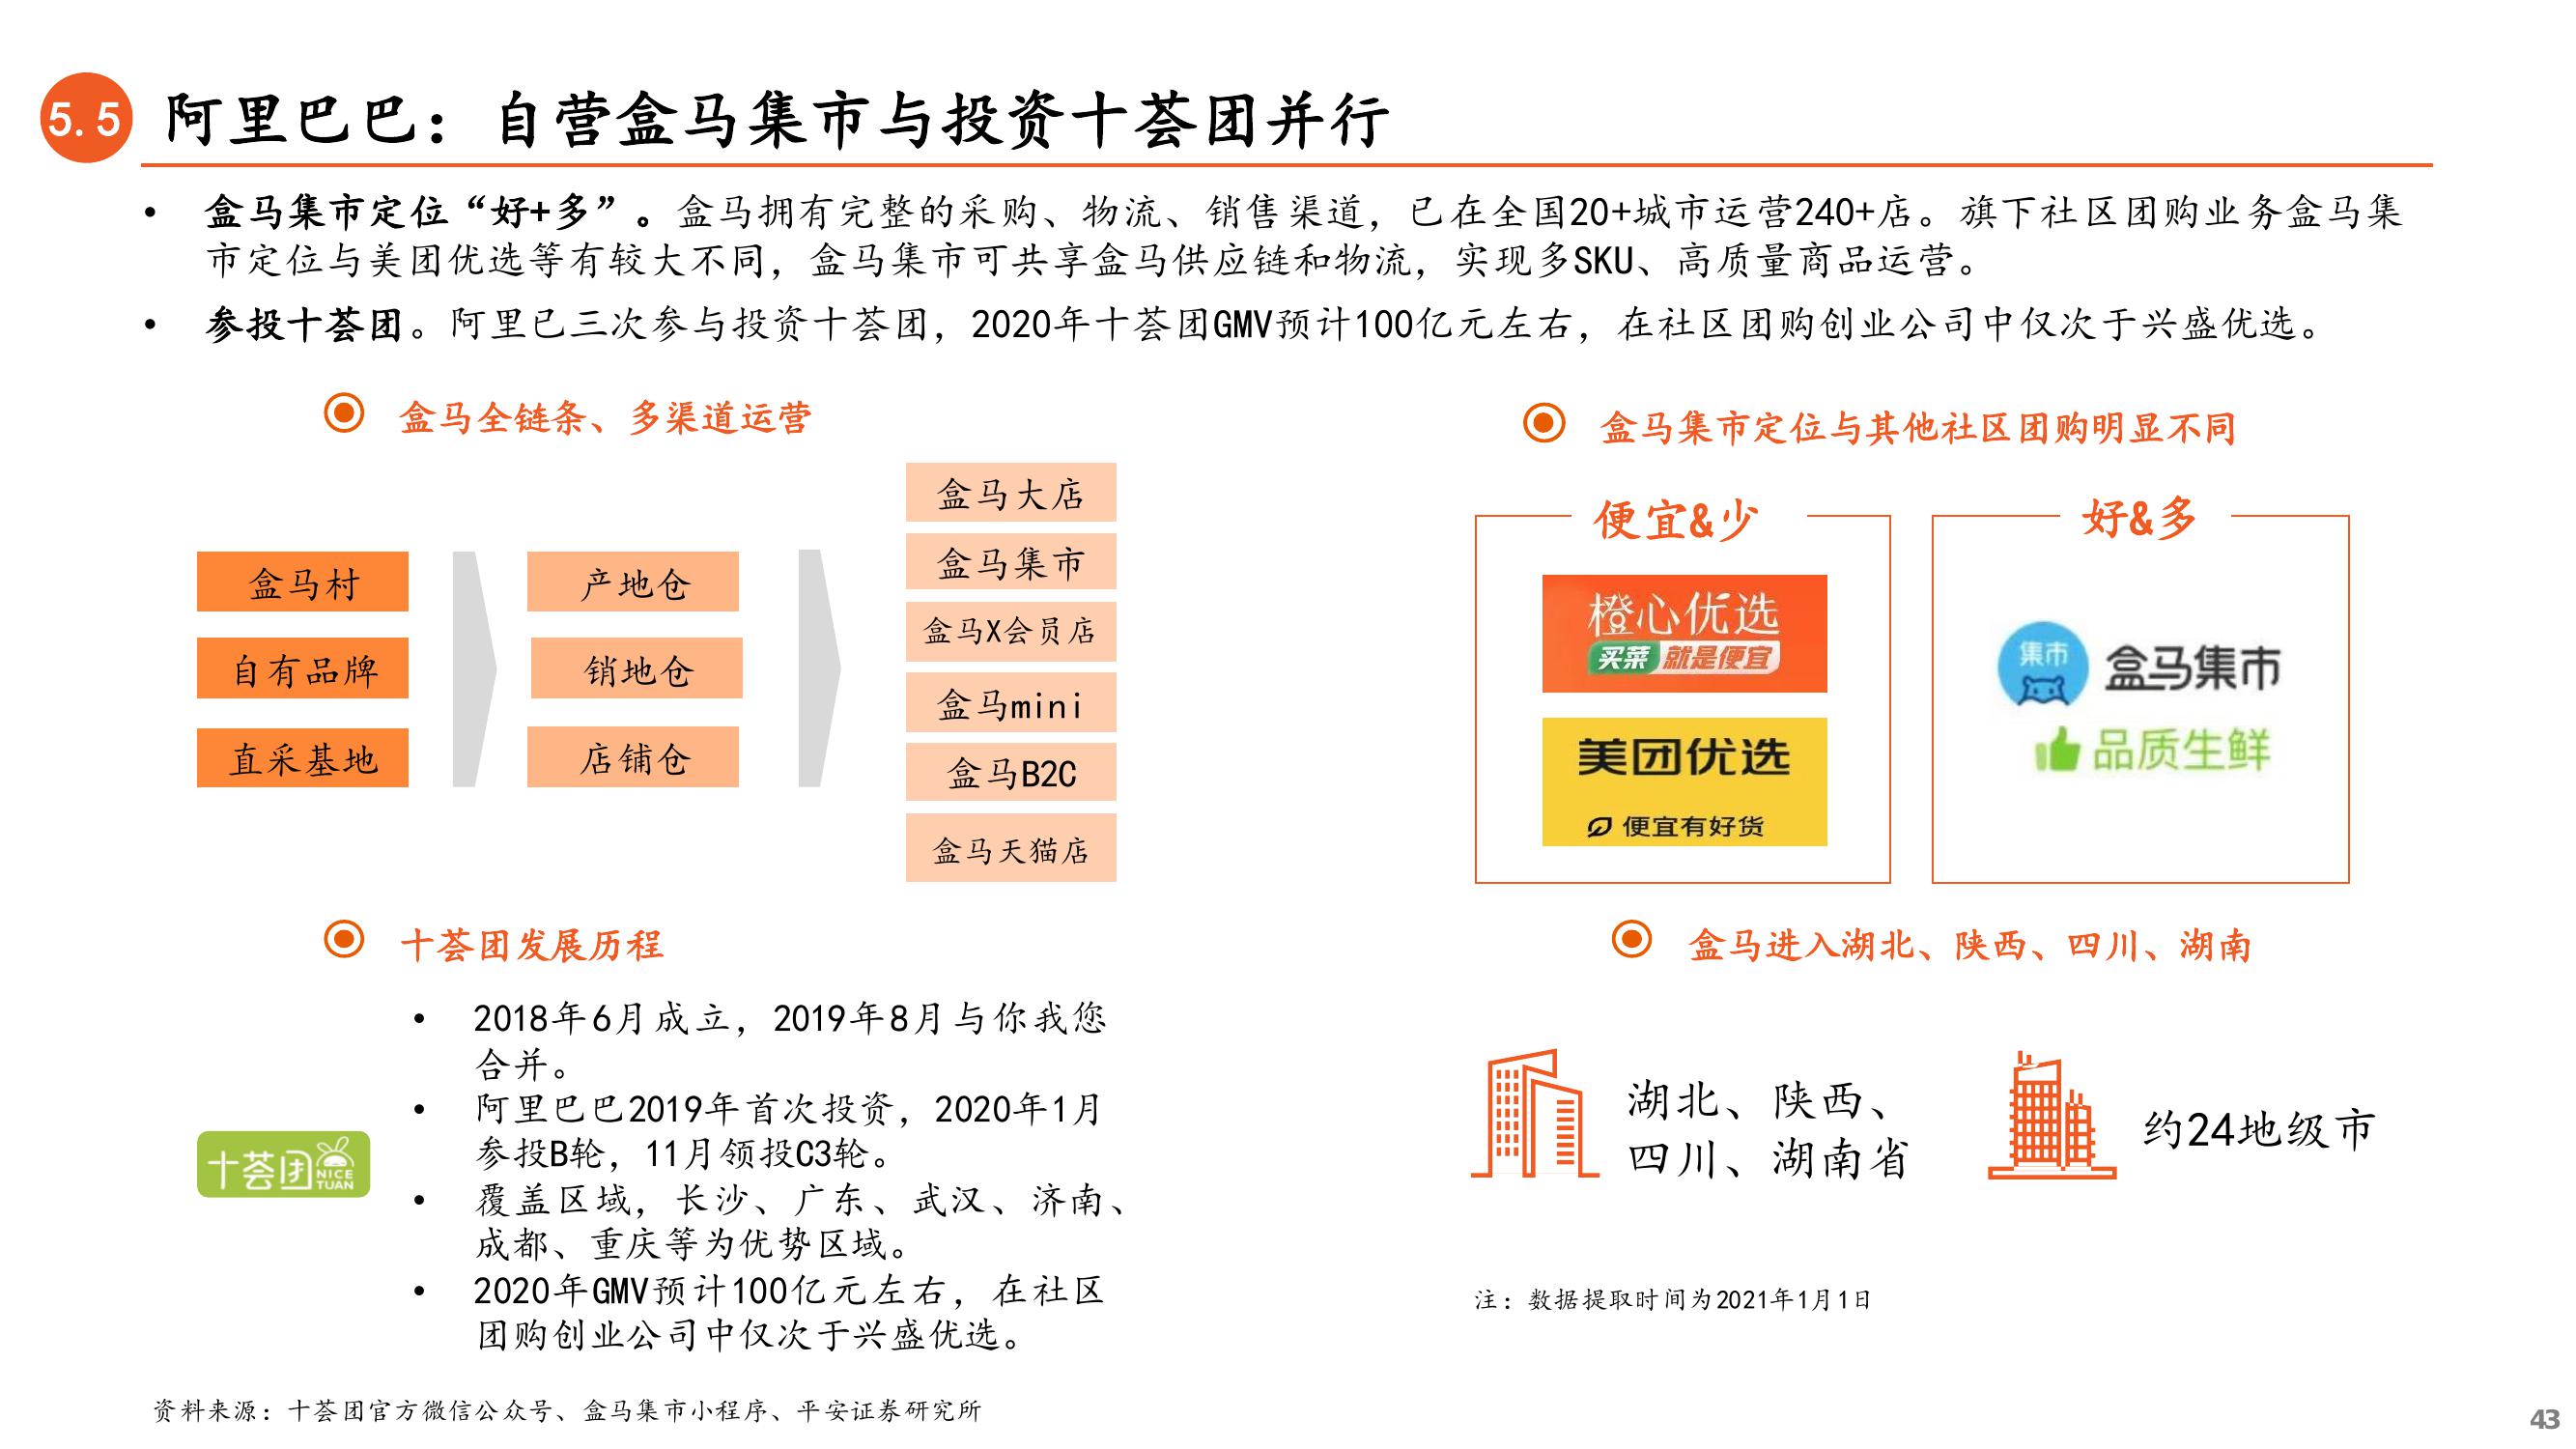 5.5
阿里巴巴：自营盒马集市与投资十荟团并行
• 盒马集市定位“好+多”。盒马拥有完整的采购、物流、销售渠道，已在全国20+城市运营240+店。旗下社区团购业务盒马集
市定位与美团优选等有较大不同，盒马集市可共享盒马供应链和物流，实现多SKU、高质量商品运营。
• 参投十荟团。阿里已三次参与投资十荟团，2020年十荟团GMV预计100亿元左右，在社区团购创业公司中仅次于兴盛优选。
盒马全链条、多渠道运营
盒马村
自有品牌
直采基地
产地仓
销地仓
店铺仓
盒马大店
盒马集市
盒马X会员店
盒马mini
盒马B2C
盒马天猫店
盒马集市定位与其他社区团购明显不同
便宜&少
橙心优选
买菜 就是便宜
美团优选
便宜有好货
好&多
集市
盒马集市
品质生鲜
十荟团发展历程
十荟团
NICE
TUAN
• 2018年6月成立，2019年8月与你我您
合并。
• 阿里巴巴2019年首次投资，2020年1月
参投B轮，11月领投C3轮。
• 覆盖区域，长沙、广东、武汉、济南、
成都、重庆等为优势区域。
• 2020年GMV预计100亿元左右，在社区
团购创业公司中仅次于兴盛优选。
盒马进入湖北、陕西、四川、湖南
湖北、陕西、
四川、湖南省
约24地级市
注：数据提取时间为2021年1月1日
资料来源：十荟团官方微信公众号、盒马集市小程序、平安证券研究所
43